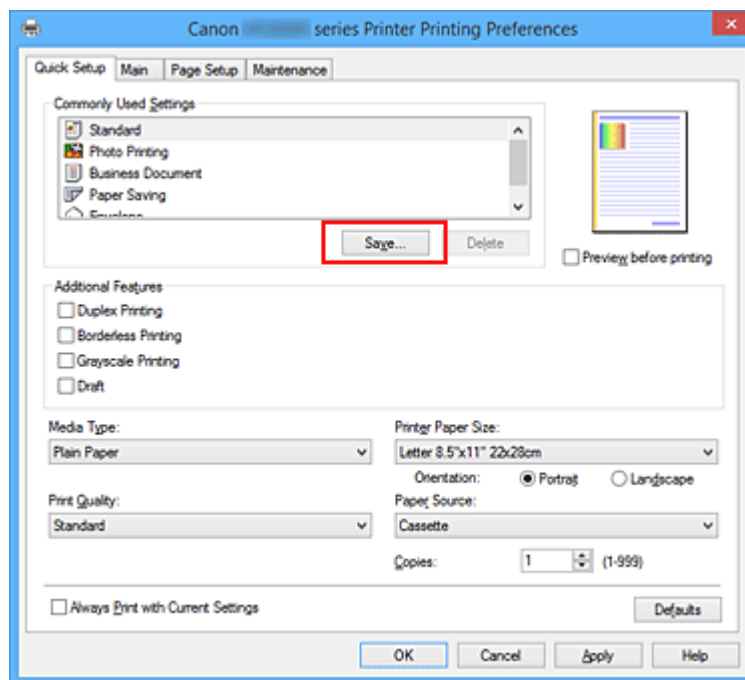 Canon series Printer Printing Preferences
Quick Setup Main Page Setup Maintenance
Commonly Used Settings
Standard
Photo Printing
Business Document
Paper Saving
Envelope
Save... Delete
Preview before printing
Additional Features
Duplex Printing
Borderless Printing
Grayscale Printing
Draft
Media Type:
Plain Paper
Printer Paper Size:
Letter 8.5"x11" 22x28cm
Orientation: Portrait Landscape
Print Quality:
Standard
Paper Source:
Cassette
Copies: 1 (1-999)
Always Print with Current Settings
Defaults
OK Cancel Apply Help